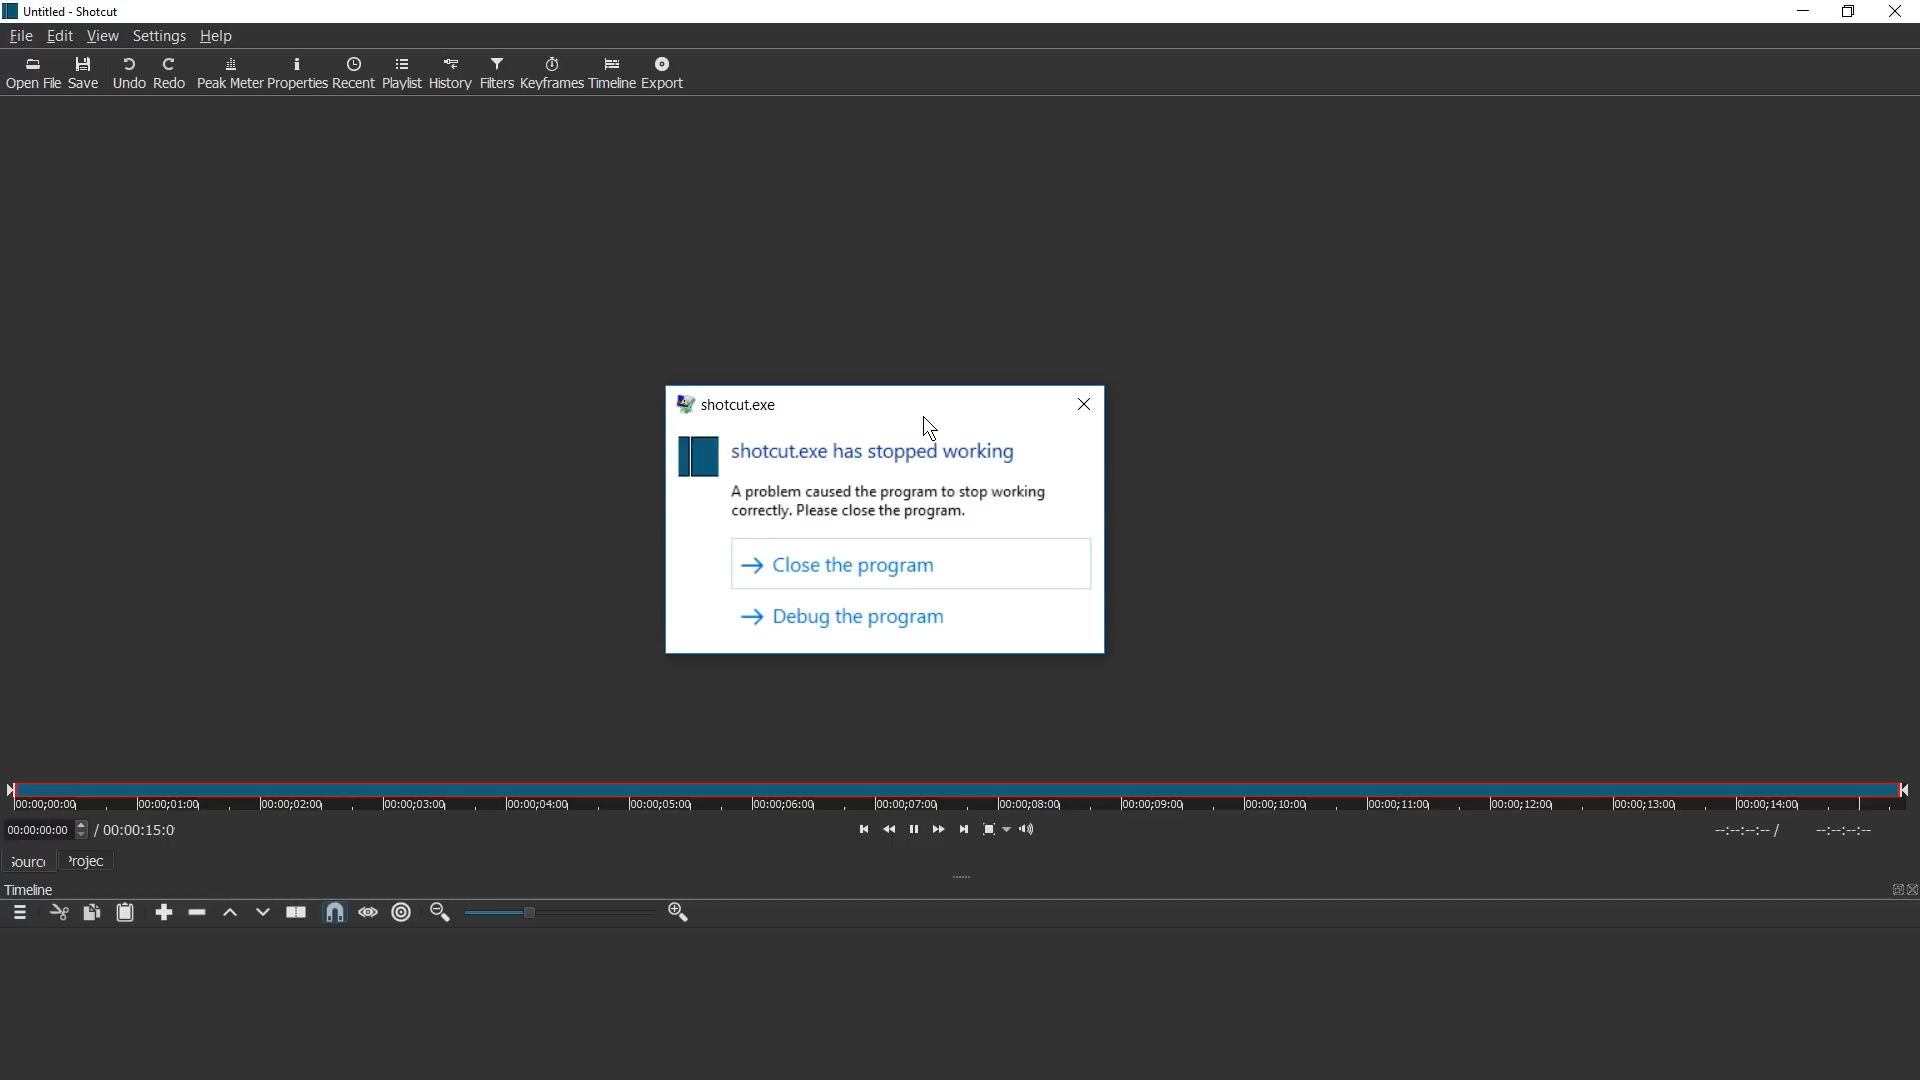 Untitled - Shotcut
File Edit View Settings Help
Open File Save Undo Redo Peak Meter Properties Recent Playlist History Filters Keyframes Timeline Export
shotcut.exe
shotcut.exe has stopped working
A problem caused the program to stop working
correctly. Please close the program.
→ Close the program
→ Debug the program
00:00;00:00 00:00;01:00 00:00;02:00 00:00;03:00 00:00;04:00 00:00;05:00 00:00;06:00 00:00;07:00 00:00;08:00 00:00;09:00 00:00;10:00 00:00;11:00 00:00;12:00 00:00;13:00 00:00;14:00
00:00:00:00 / 00:00:15:0 --:--:--:-- / --:--:--:--
Timeline